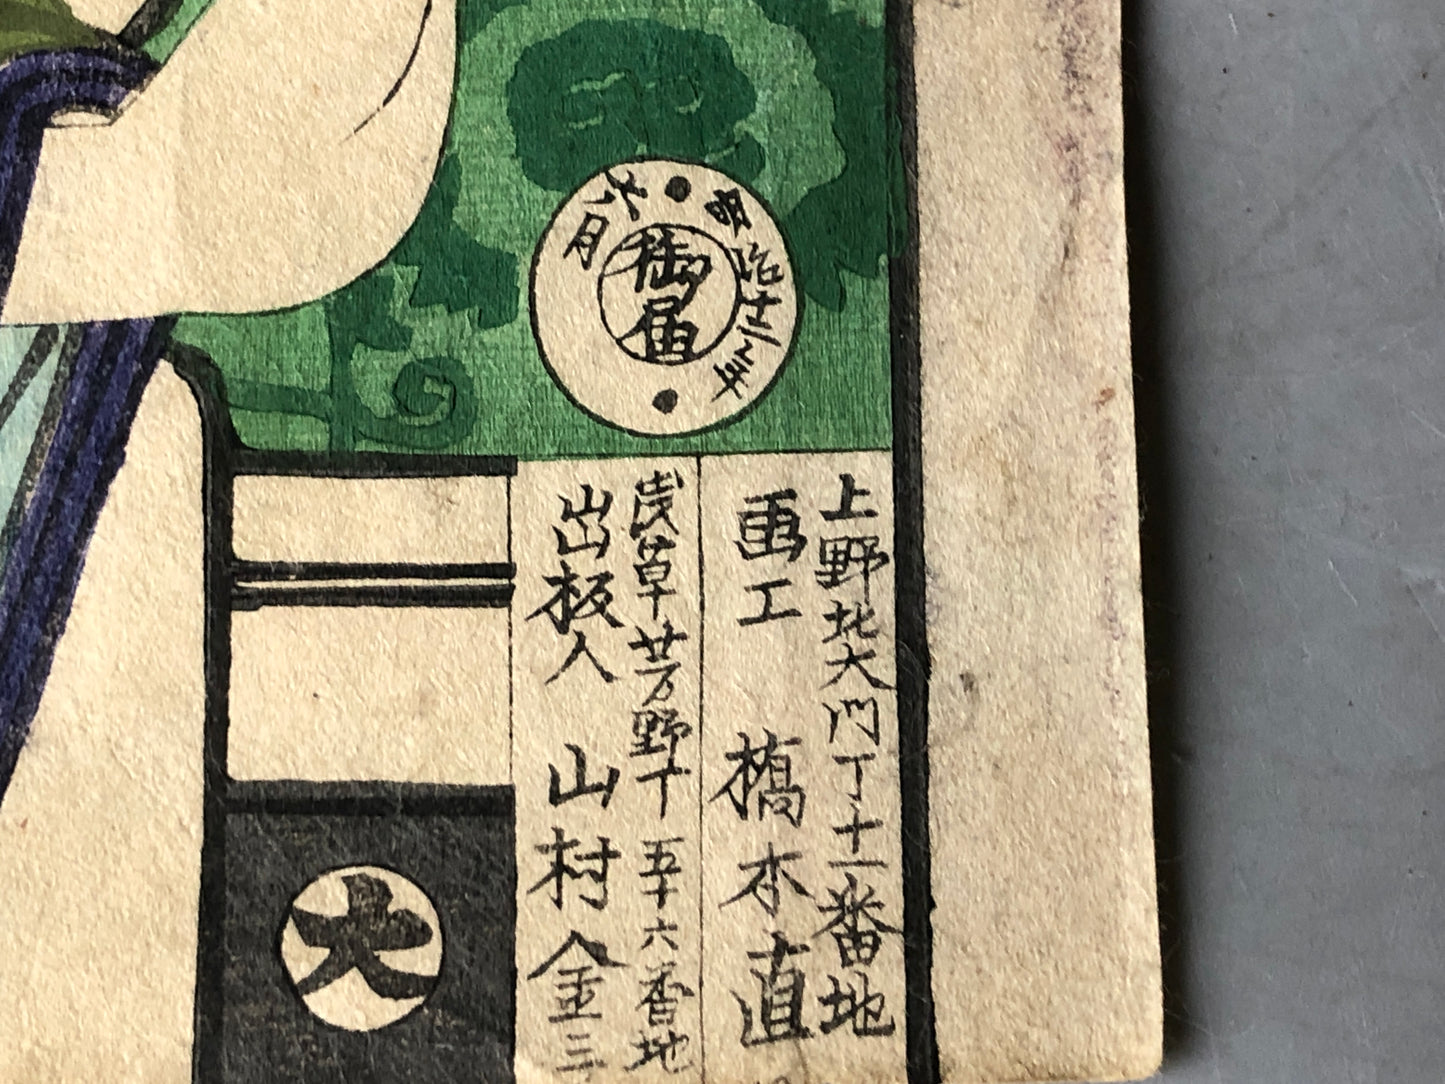 明治廿二年
六月
御届
上野北大門丁十一番地
画工 橋本直
浅草芳野丁五十六番地
出板人 山村金三
大